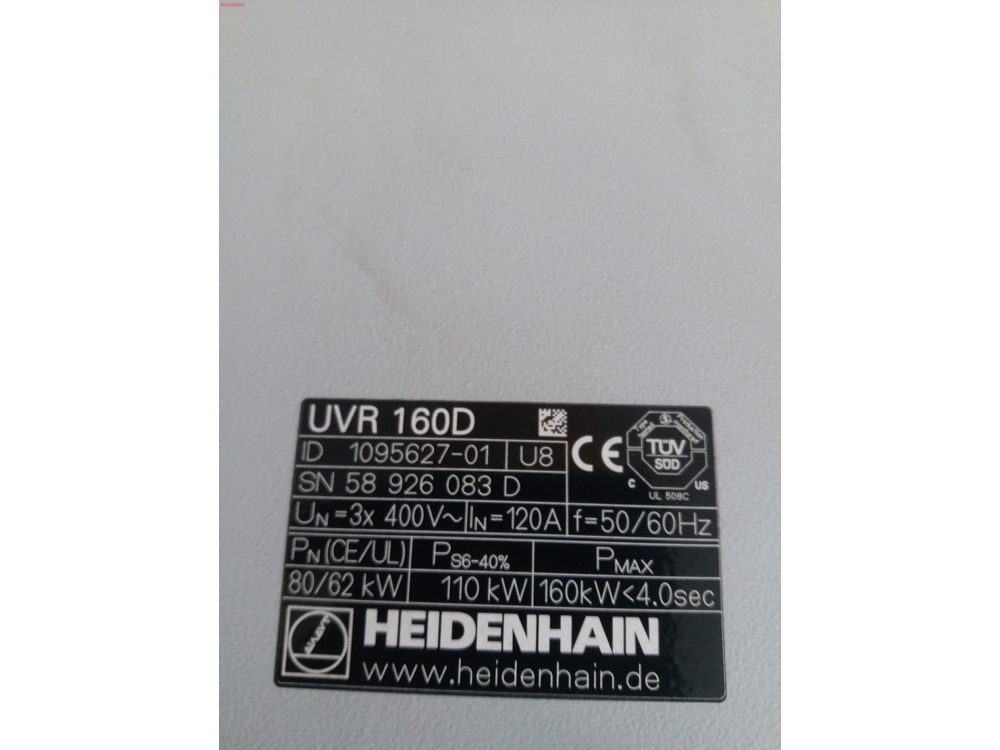 UVR 160D
ID 1095627-01 U8
CE
TÜV
SÜD
C US
UL 508C
SN 58 926 083 D
UN=3x 400V~ IN=120A f=50/60Hz
PN(CE/UL) PS6-40% PMAX
80/62 kW 110 kW 160kW<4.0sec
HEIDENHAIN
www.heidenhain.de